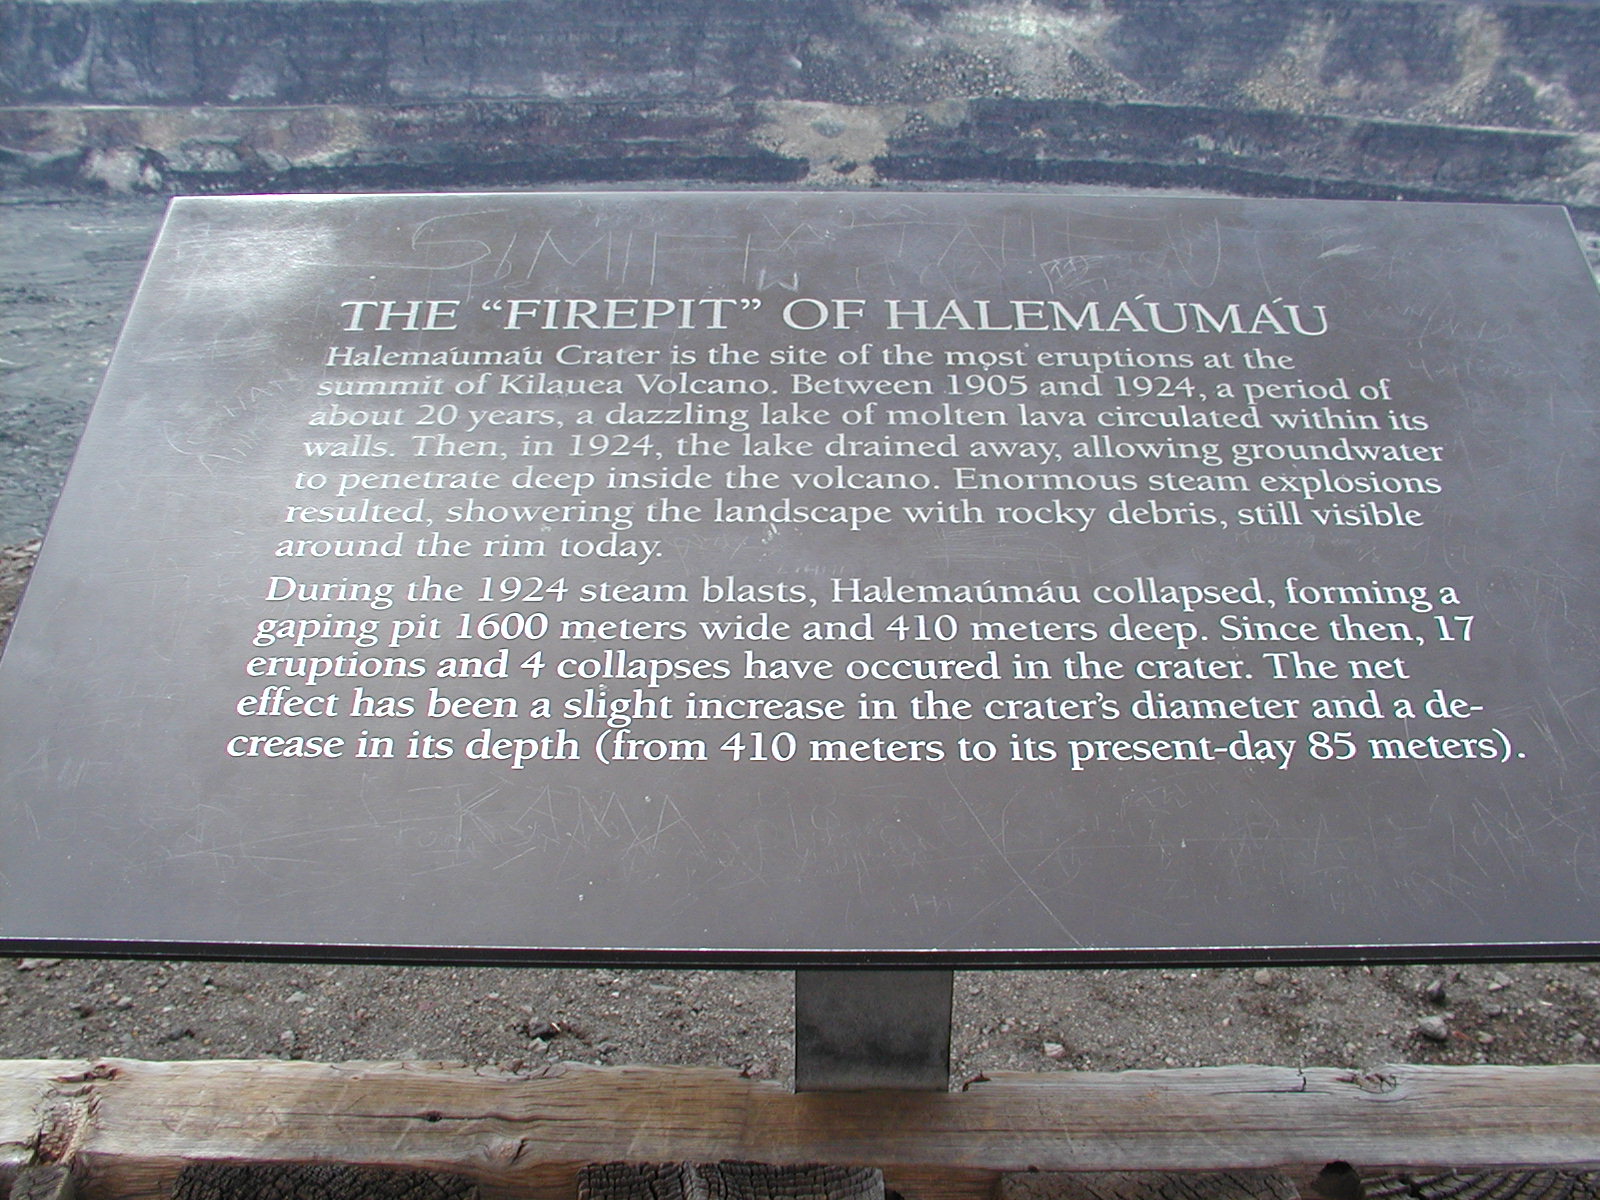 THE “FIREPIT” OF HALEMÁUMÁU
Halemáumáu Crater is the site of the most eruptions at the
summit of Kilauea Volcano. Between 1905 and 1924, a period of
about 20 years, a dazzling lake of molten lava circulated within its
walls. Then, in 1924, the lake drained away, allowing groundwater
to penetrate deep inside the volcano. Enormous steam explosions
resulted, showering the landscape with rocky debris, still visible
around the rim today.
During the 1924 steam blasts, Halemaúmáu collapsed, forming a
gaping pit 1600 meters wide and 410 meters deep. Since then, 17
eruptions and 4 collapses have occured in the crater. The net
effect has been a slight increase in the crater’s diameter and a de-
crease in its depth (from 410 meters to its present-day 85 meters).
KAMA